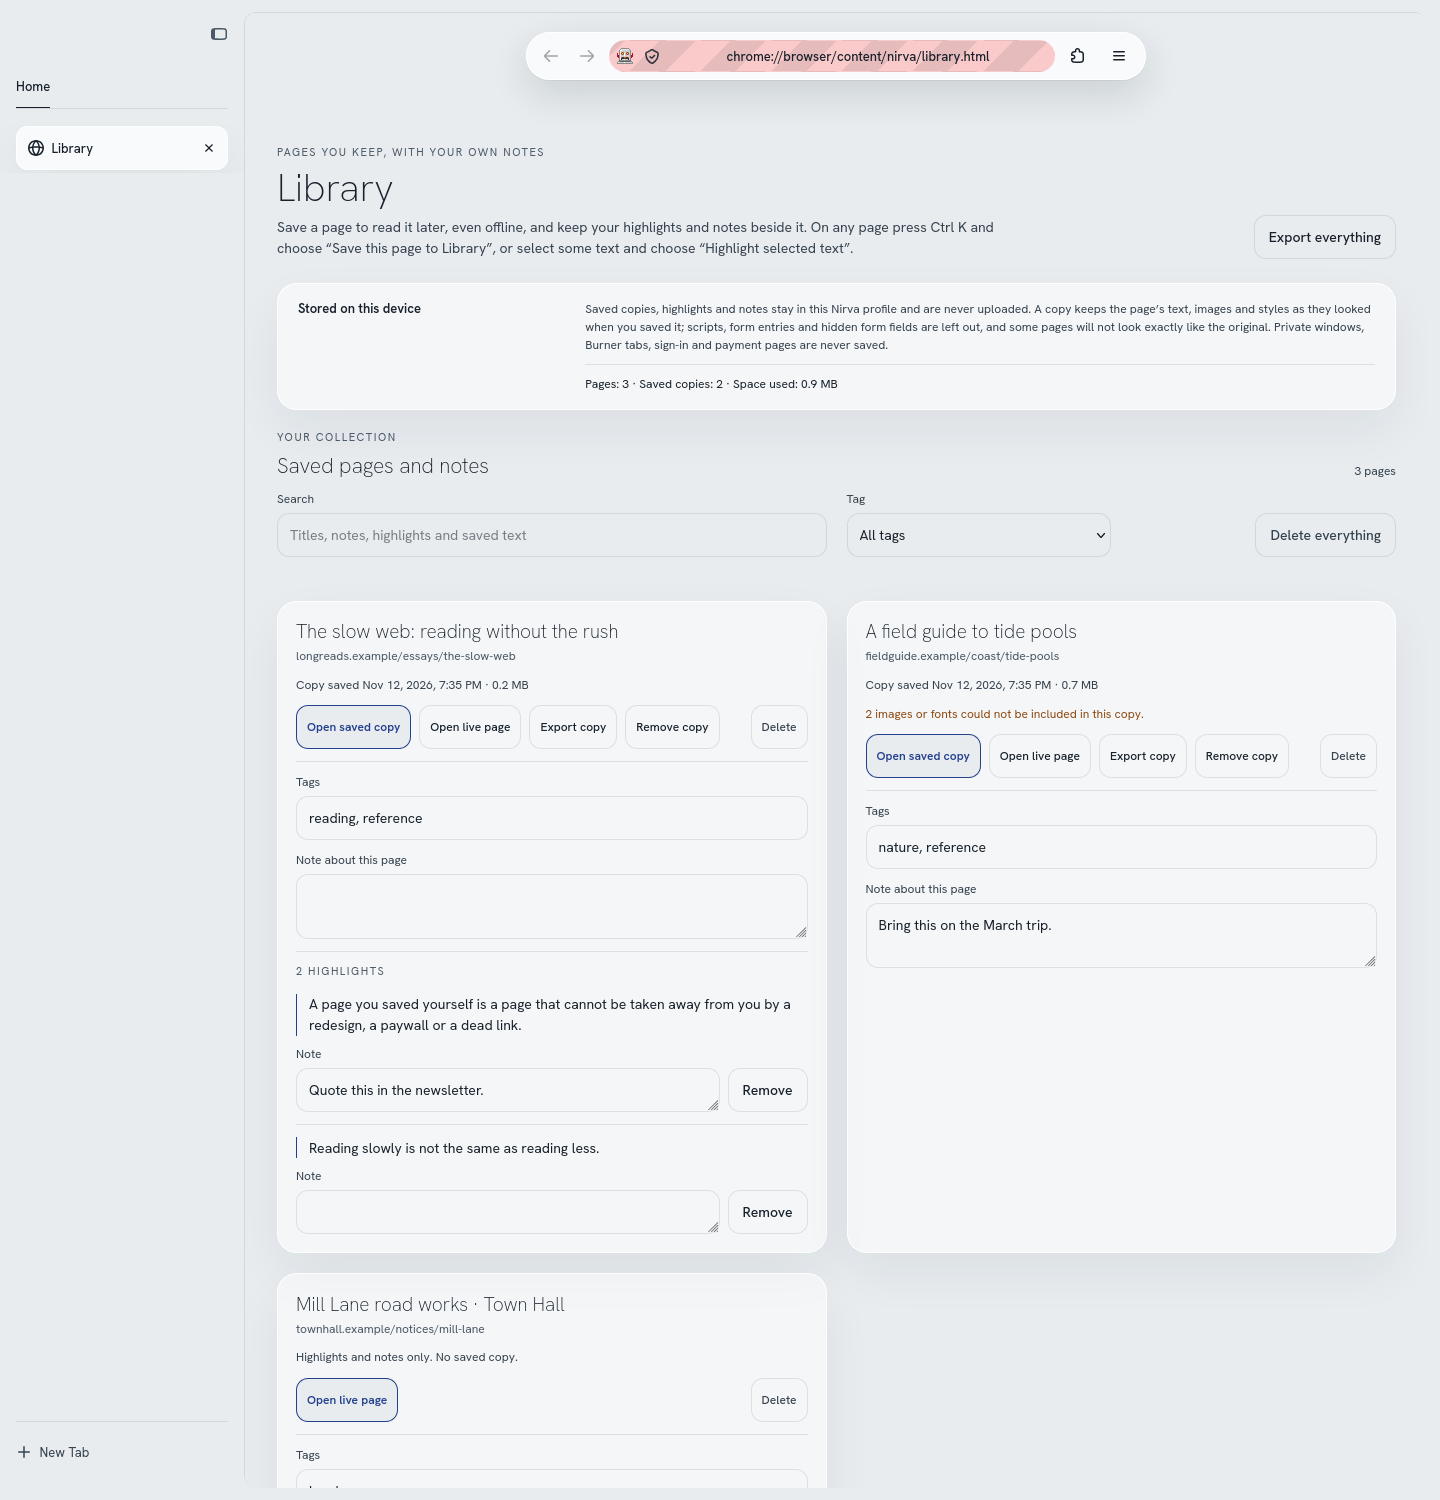 chrome://browser/content/nirva/library.html
Home
Library
PAGES YOU KEEP, WITH YOUR OWN NOTES
Library
Save a page to read it later, even offline, and keep your highlights and notes beside it. On any page press Ctrl K and
choose “Save this page to Library”, or select some text and choose “Highlight selected text”.
Export everything
Stored on this device
Saved copies, highlights and notes stay in this Nirva profile and are never uploaded. A copy keeps the page’s text, images and styles as they looked
when you saved it; scripts, form entries and hidden form fields are left out, and some pages will not look exactly like the original. Private windows,
Burner tabs, sign-in and payment pages are never saved.
Pages: 3 · Saved copies: 2 · Space used: 0.9 MB
YOUR COLLECTION
Saved pages and notes
3 pages
Search
Tag
Titles, notes, highlights and saved text
All tags
Delete everything
The slow web: reading without the rush
longreads.example/essays/the-slow-web
Copy saved Nov 12, 2026, 7:35 PM · 0.2 MB
Open saved copy
Open live page
Export copy
Remove copy
Delete
Tags
reading, reference
Note about this page
2 HIGHLIGHTS
A page you saved yourself is a page that cannot be taken away from you by a
redesign, a paywall or a dead link.
Note
Quote this in the newsletter.
Remove
Reading slowly is not the same as reading less.
Note
Remove
A field guide to tide pools
fieldguide.example/coast/tide-pools
Copy saved Nov 12, 2026, 7:35 PM · 0.7 MB
2 images or fonts could not be included in this copy.
Open saved copy
Open live page
Export copy
Remove copy
Delete
Tags
nature, reference
Note about this page
Bring this on the March trip.
Mill Lane road works · Town Hall
townhall.example/notices/mill-lane
Highlights and notes only. No saved copy.
Open live page
Delete
Tags
New Tab